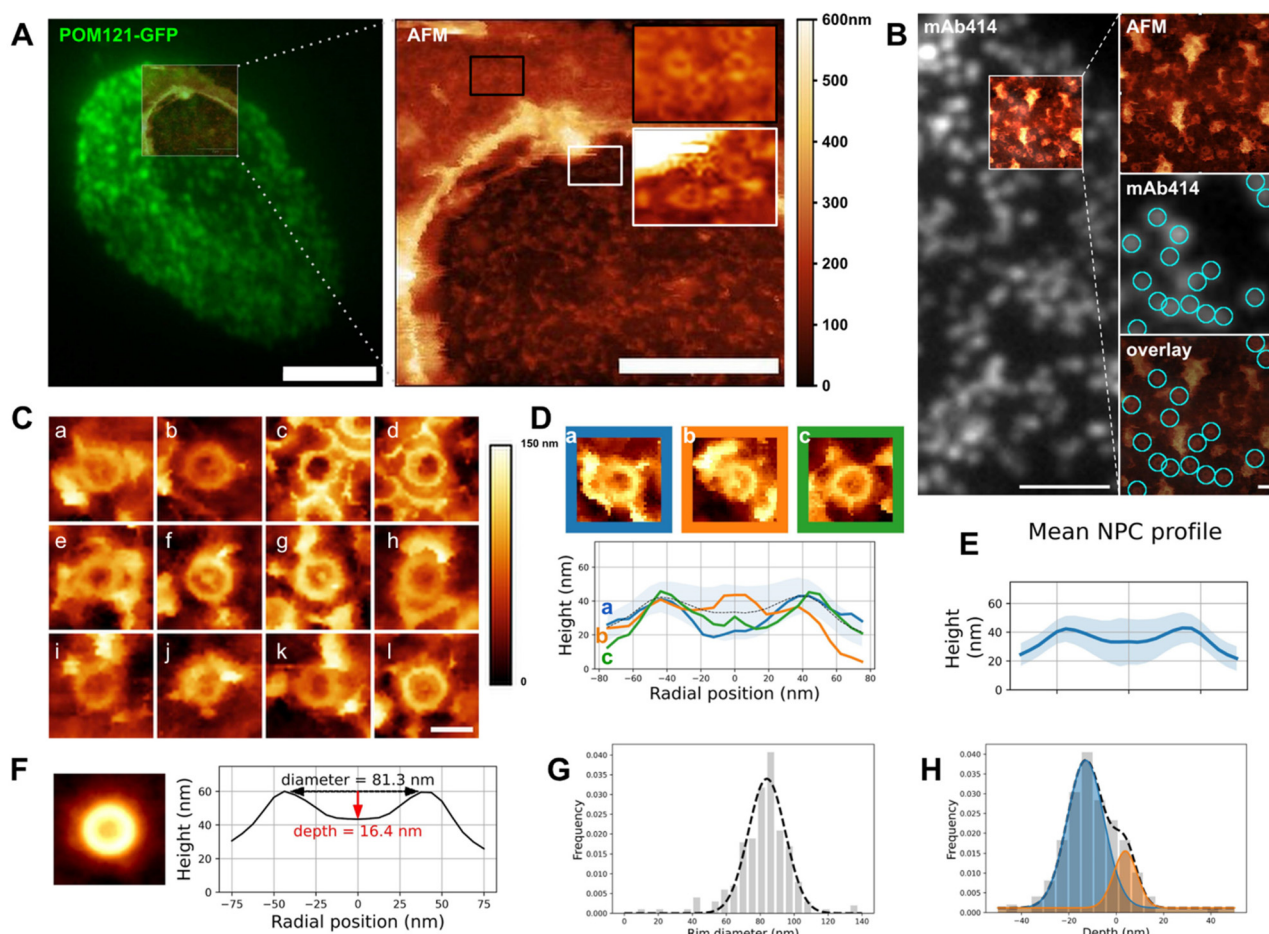 A
POM121-GFP
AFM
600nm
500
400
300
200
100
0
B
mAb414
AFM
mAb414
overlay
C
a
b
c
d
e
f
g
h
i
j
k
l
150 nm
0
D
a
b
c
Height (nm)
60
40
20
0
a
b
c
−80
−60
−40
−20
0
20
40
60
80
Radial position (nm)
E
Mean NPC profile
Height (nm)
60
40
20
0
F
Height (nm)
60
40
20
0
diameter = 81.3 nm
depth = 16.4 nm
−75
−50
−25
0
25
50
75
Radial position (nm)
G
Frequency
0.040
0.035
0.030
0.025
0.020
0.015
0.010
0.005
0.000
0
20
40
60
80
100
120
140
Rim diameter (nm)
H
Frequency
0.040
0.035
0.030
0.025
0.020
0.015
0.010
0.005
0.000
−40
−20
0
20
40
Depth (nm)